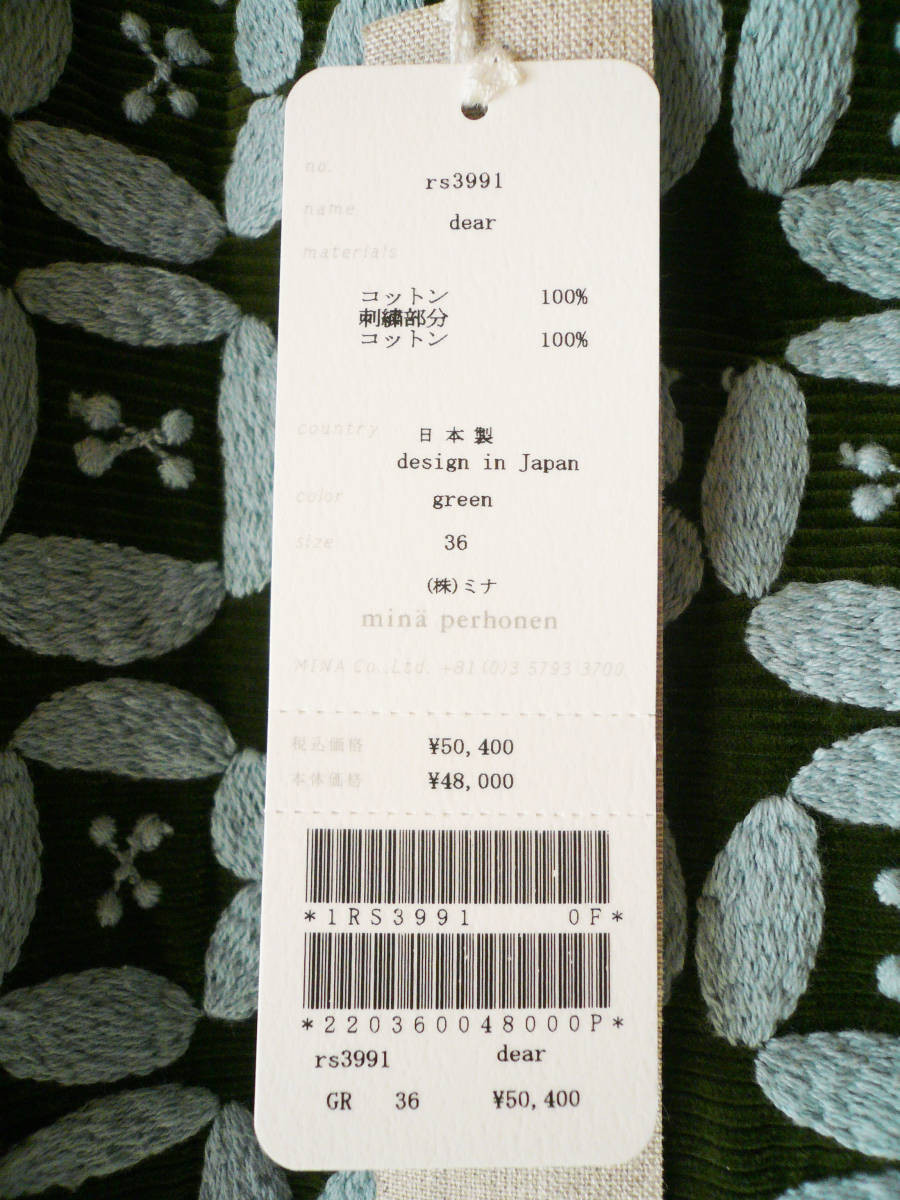 no.
rs3991
name
dear
materials
コットン 100%
刺繍部分
コットン 100%
country
日本製
design in Japan
color
green
size
36
(株)ミナ
minä perhonen
MINA Co.,Ltd. +81 (0)3 5793 3700
税込価格 ¥50,400
本体価格 ¥48,000
*1RS3991 0F*
*220360048000P*
rs3991 dear
GR 36 ¥50,400